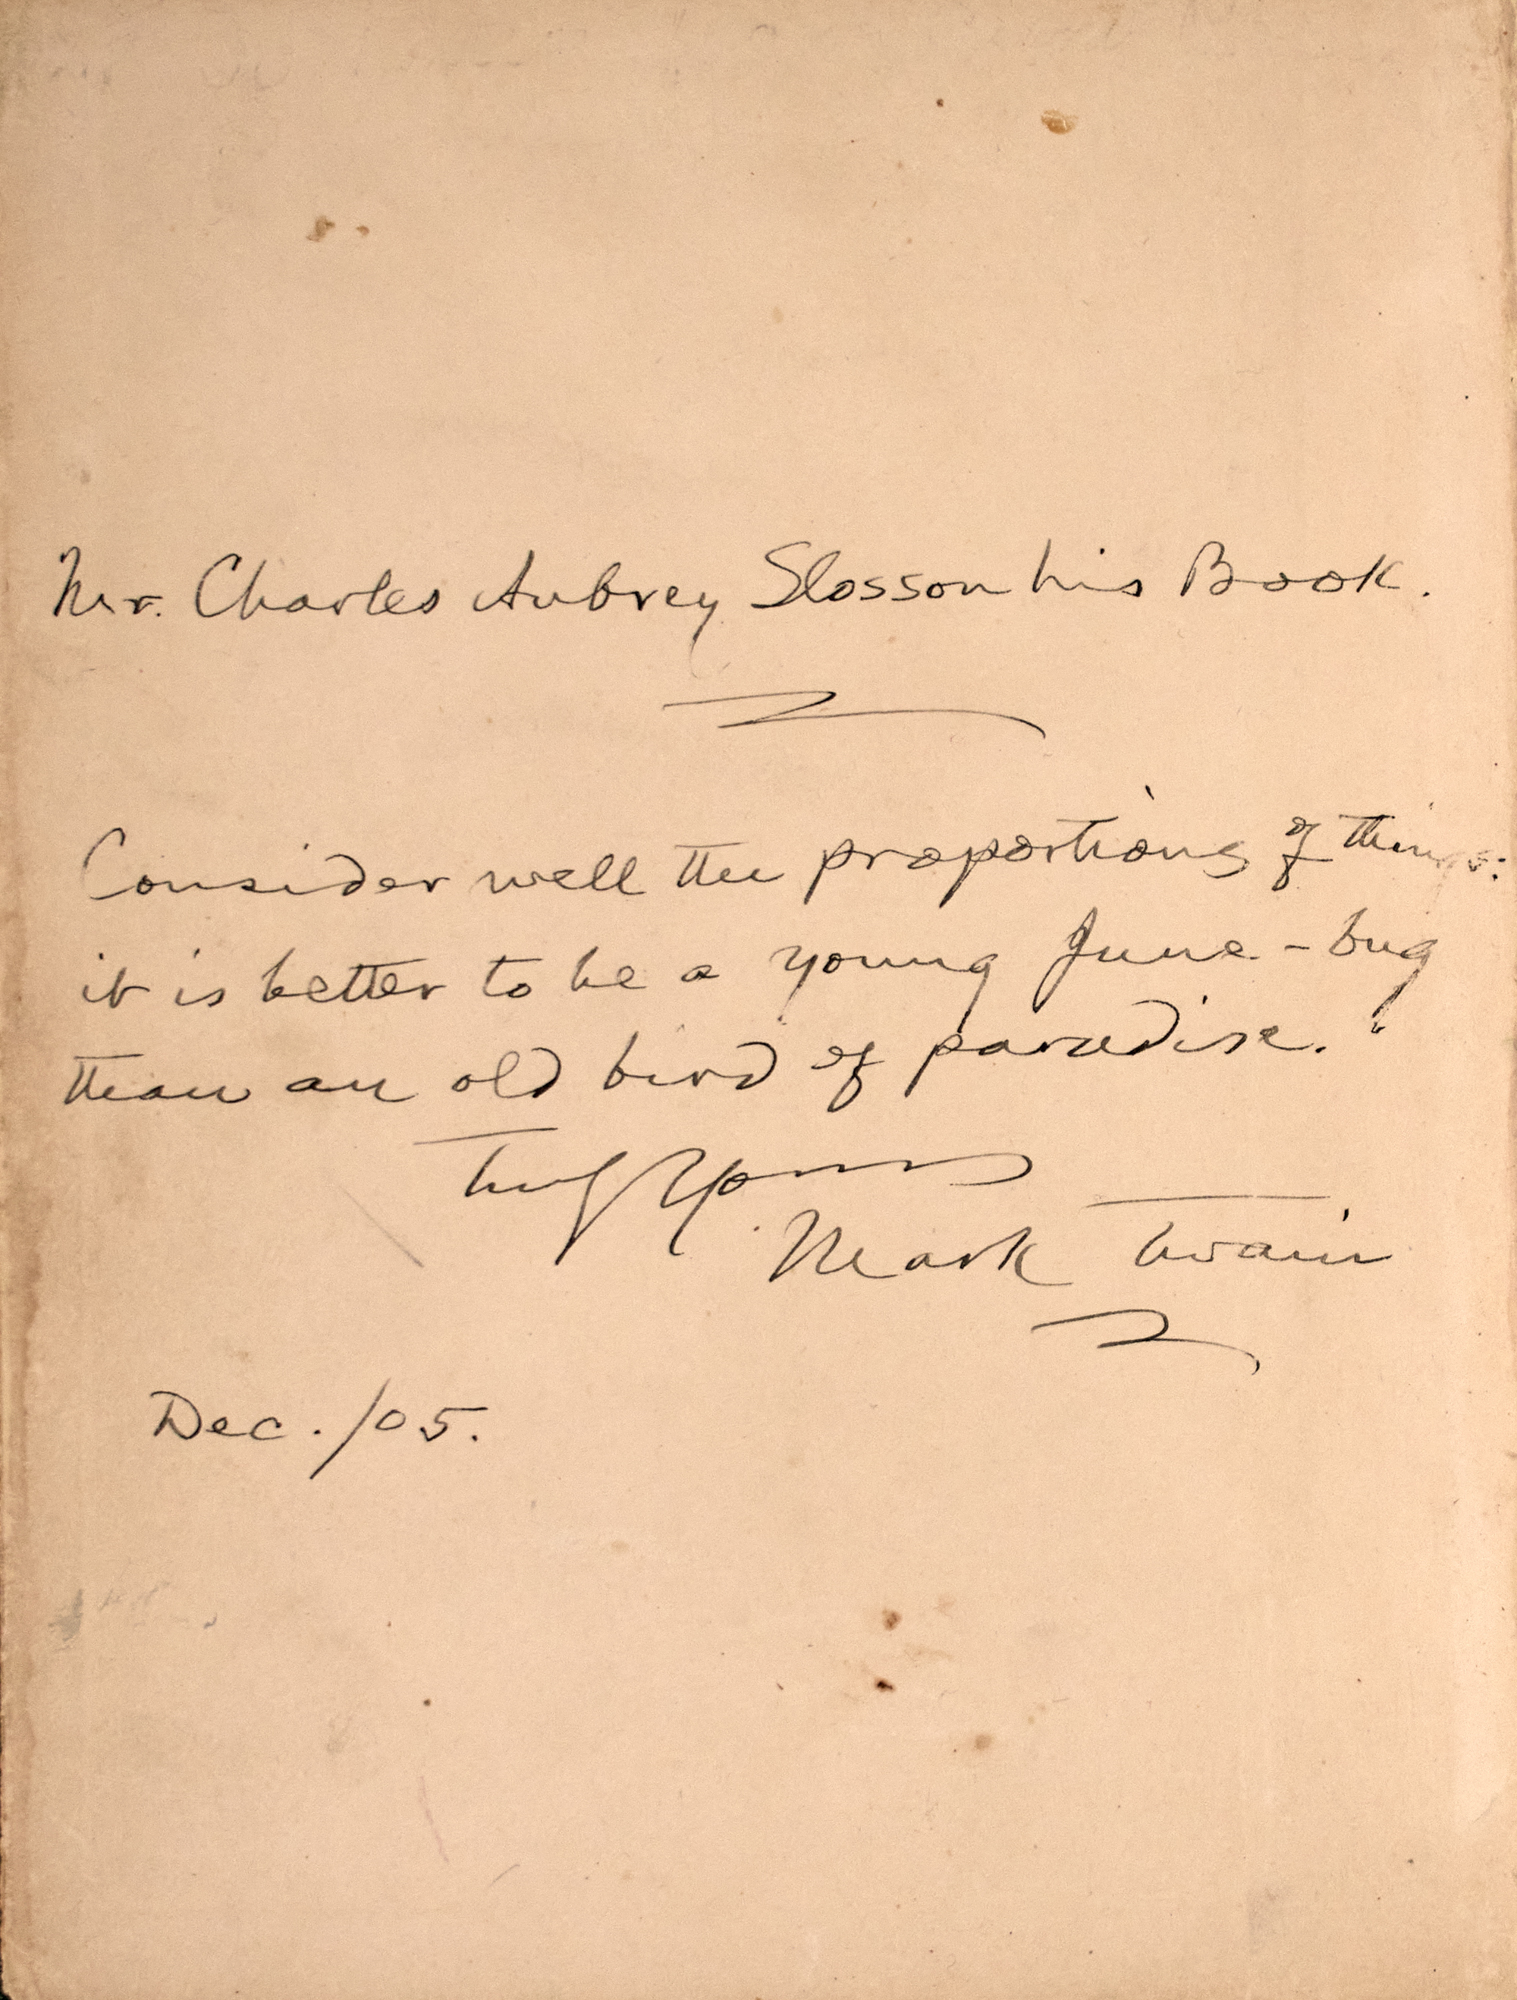 Mr. Charles Aubrey Slosson his Book.
Consider well the proportions of things:
it is better to be a young June-bug
than an old bird of paradise."
Truly Yours
Mark Twain
Dec. /05.